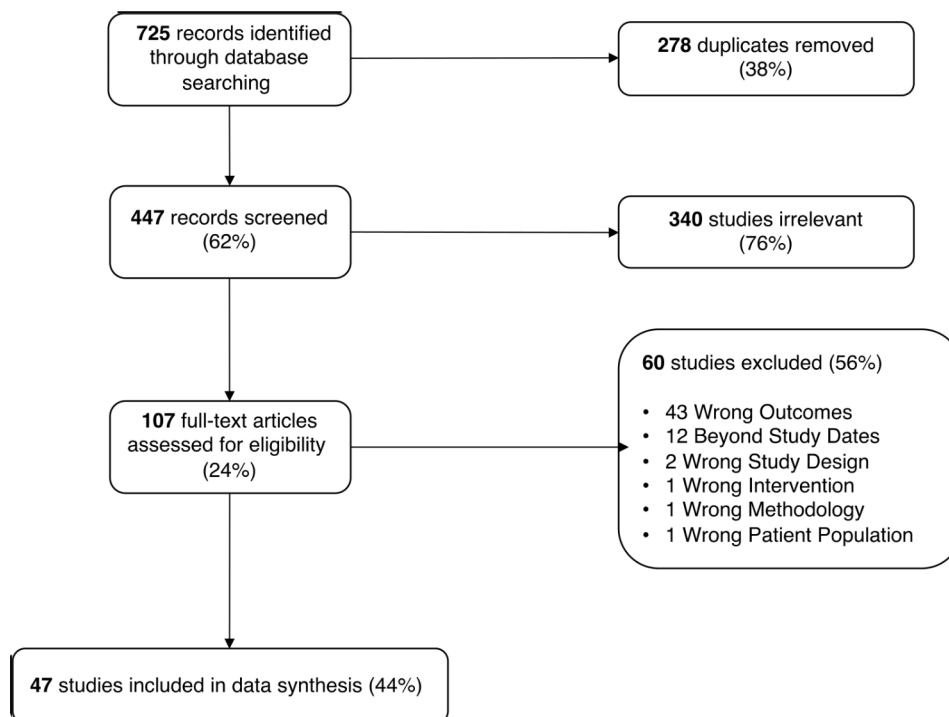 725 records identified
through database
searching
278 duplicates removed
(38%)
447 records screened
(62%)
340 studies irrelevant
(76%)
107 full-text articles
assessed for eligibility
(24%)
60 studies excluded (56%)
• 43 Wrong Outcomes
• 12 Beyond Study Dates
• 2 Wrong Study Design
• 1 Wrong Intervention
• 1 Wrong Methodology
• 1 Wrong Patient Population
47 studies included in data synthesis (44%)